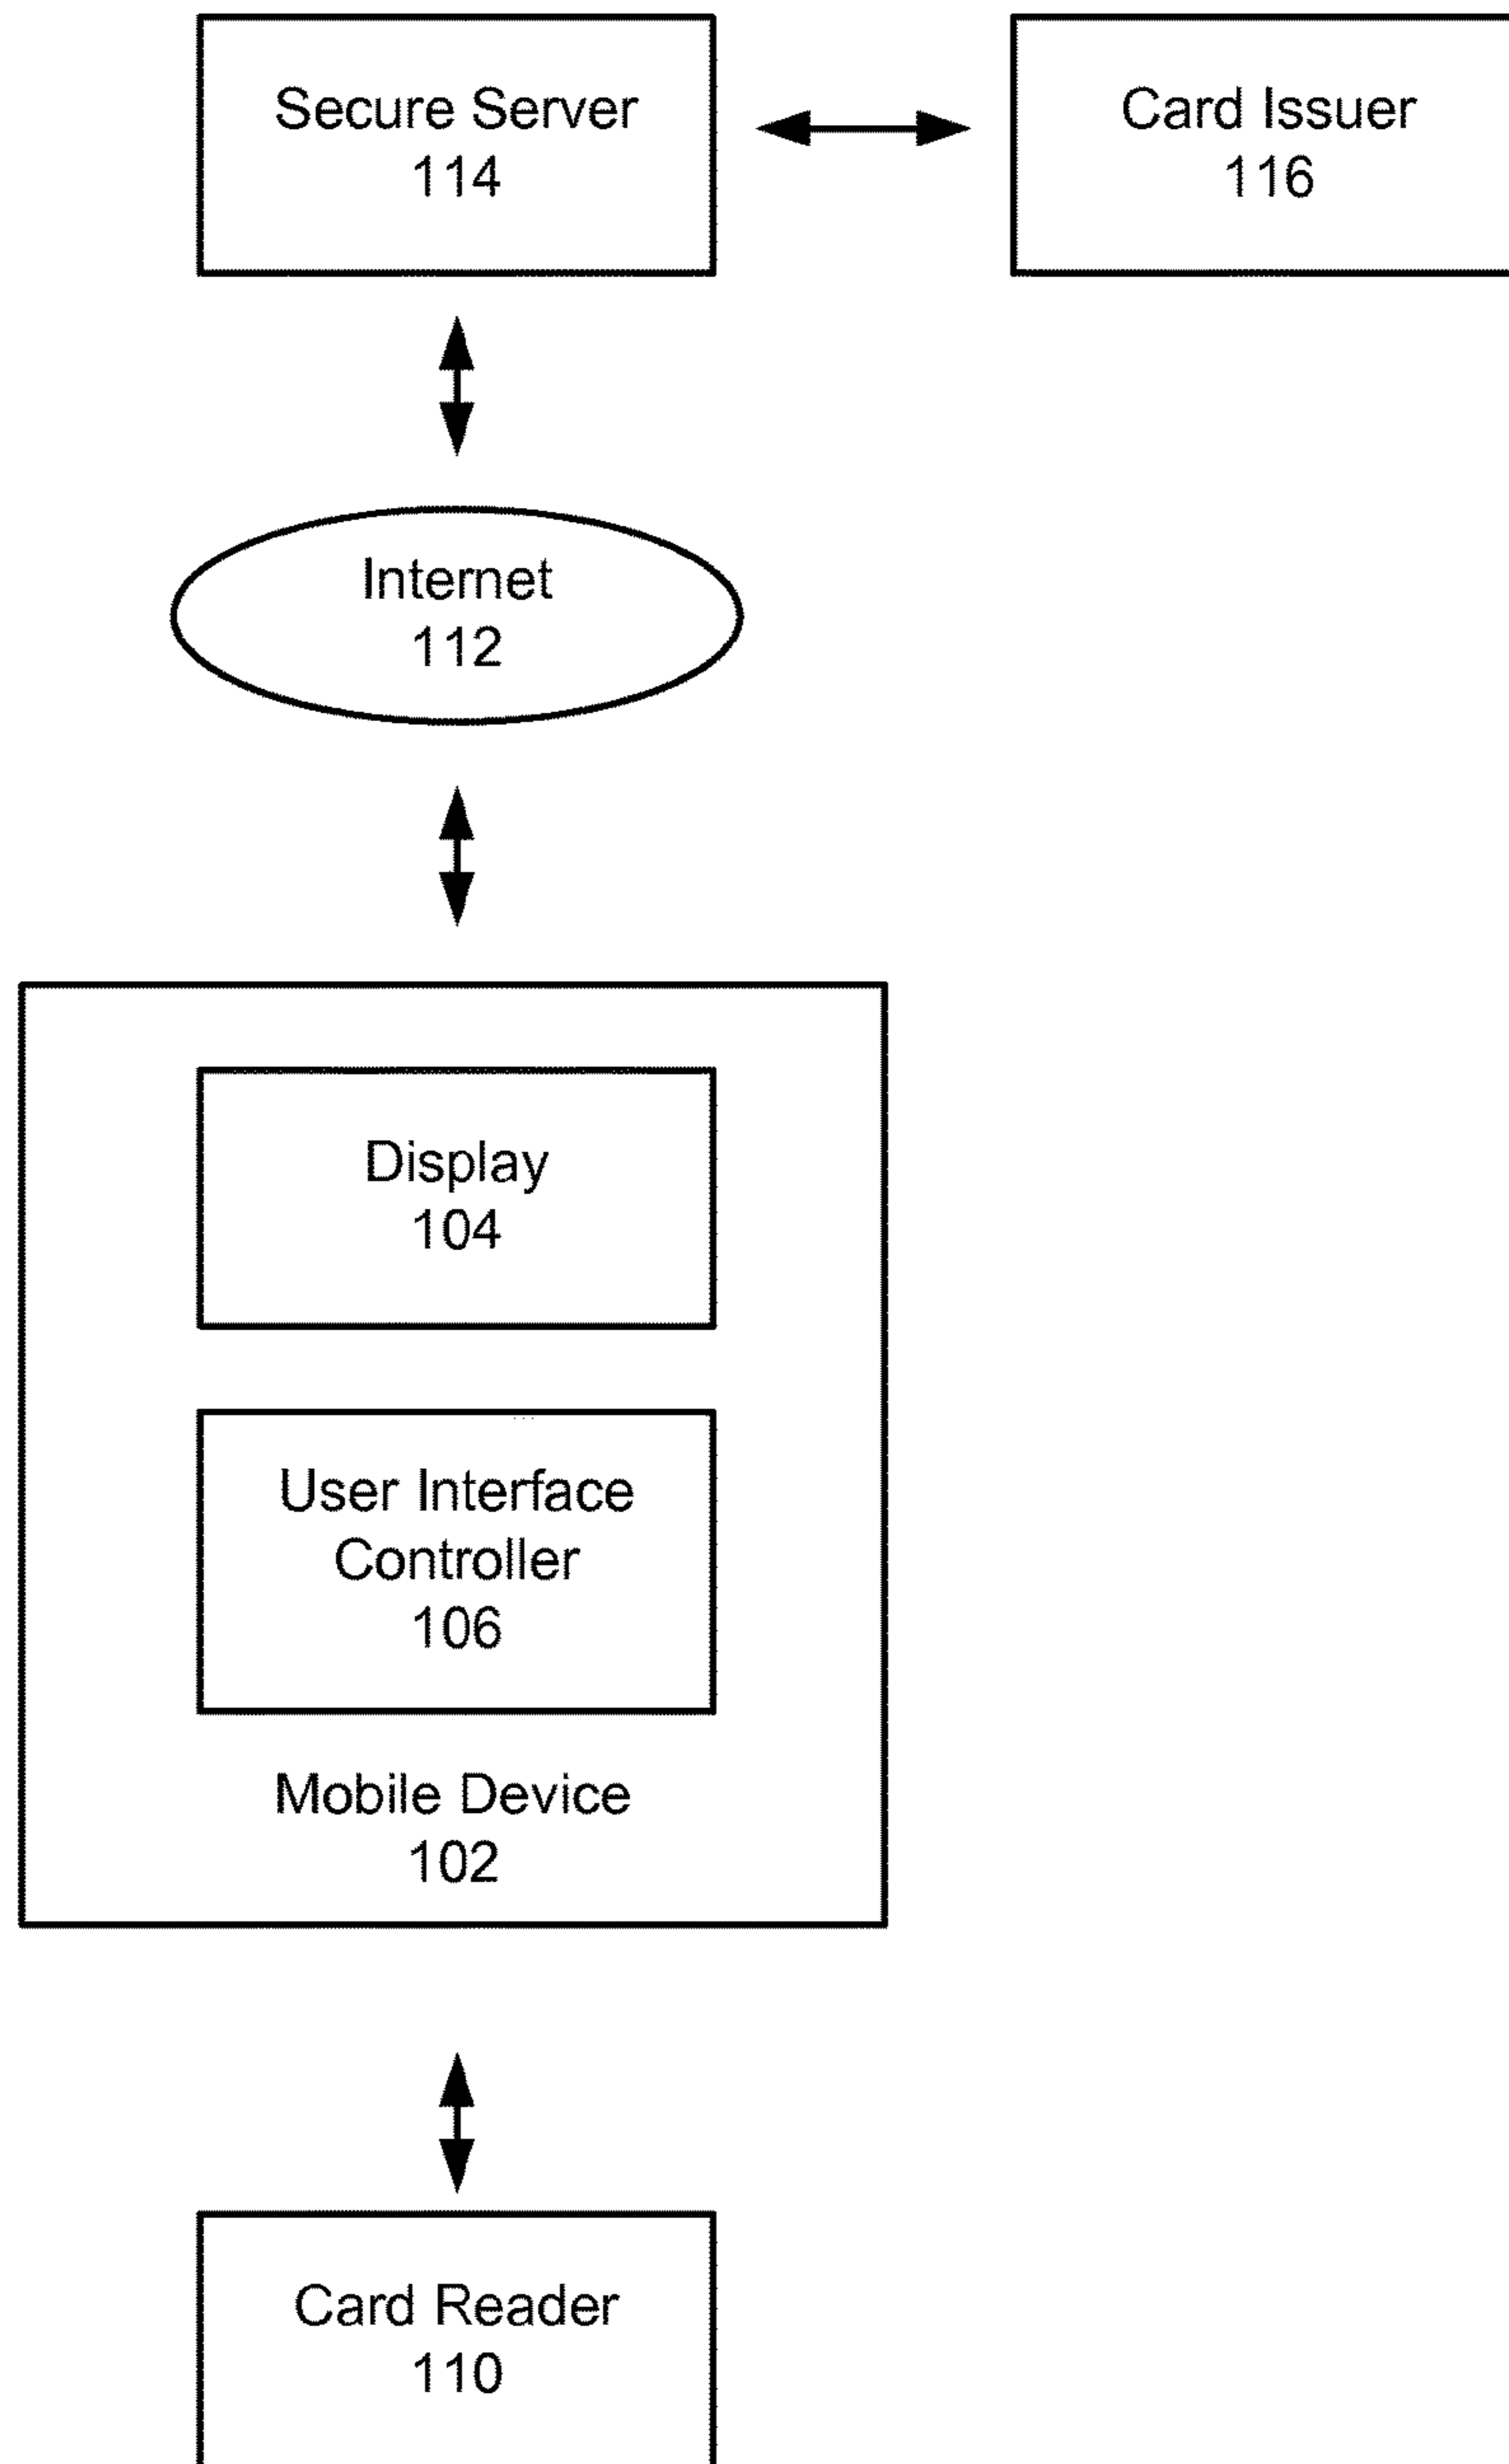 Secure Server
114
Card Issuer
116
Internet
112
Display
104
User Interface
Controller
106
Mobile Device
102
Card Reader
110